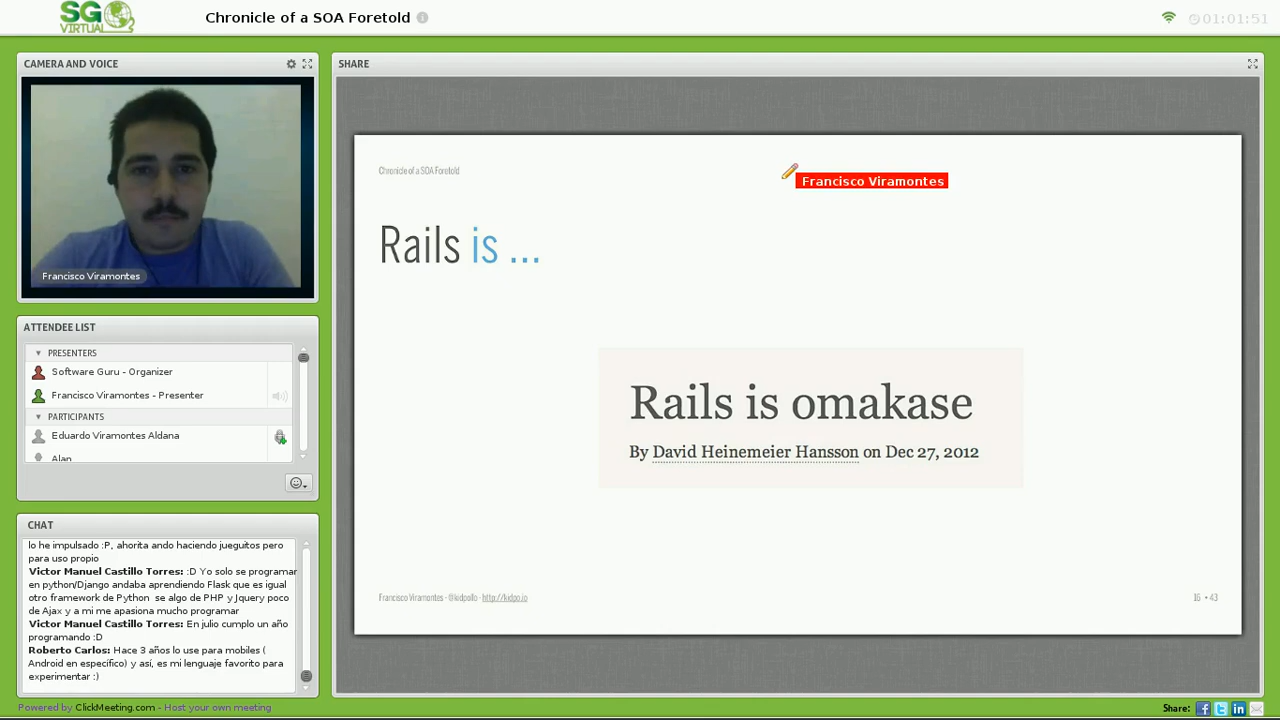 SG
VIRTUAL
Chronicle of a SOA Foretold
01:01:51
CAMERA AND VOICE
Francisco Viramontes
ATTENDEE LIST
PRESENTERS
Software Guru - Organizer
Francisco Viramontes - Presenter
PARTICIPANTS
Eduardo Viramontes Aldana
Alan
CHAT
lo he impulsado :P, ahorita ando haciendo jueguitos pero
para uso propio
Victor Manuel Castillo Torres: :D Yo solo se programar
en python/Django andaba aprendiendo Flask que es igual
otro framework de Python se algo de PHP y Jquery poco
de Ajax y a mi me apasiona mucho programar
Victor Manuel Castillo Torres: En julio cumplo un año
programando :D
Roberto Carlos: Hace 3 años lo use para mobiles (
Android en específico) y así, es mi lenguaje favorito para
experimentar :)
SHARE
Chronicle of a SOA Foretold
Francisco Viramontes
Rails is ...
Rails is omakase
By David Heinemeier Hansson on Dec 27, 2012
Francisco Viramontes - @kidpollo - http://kidpo.io
16 • 43
Powered by ClickMeeting.com - Host your own meeting
Share: